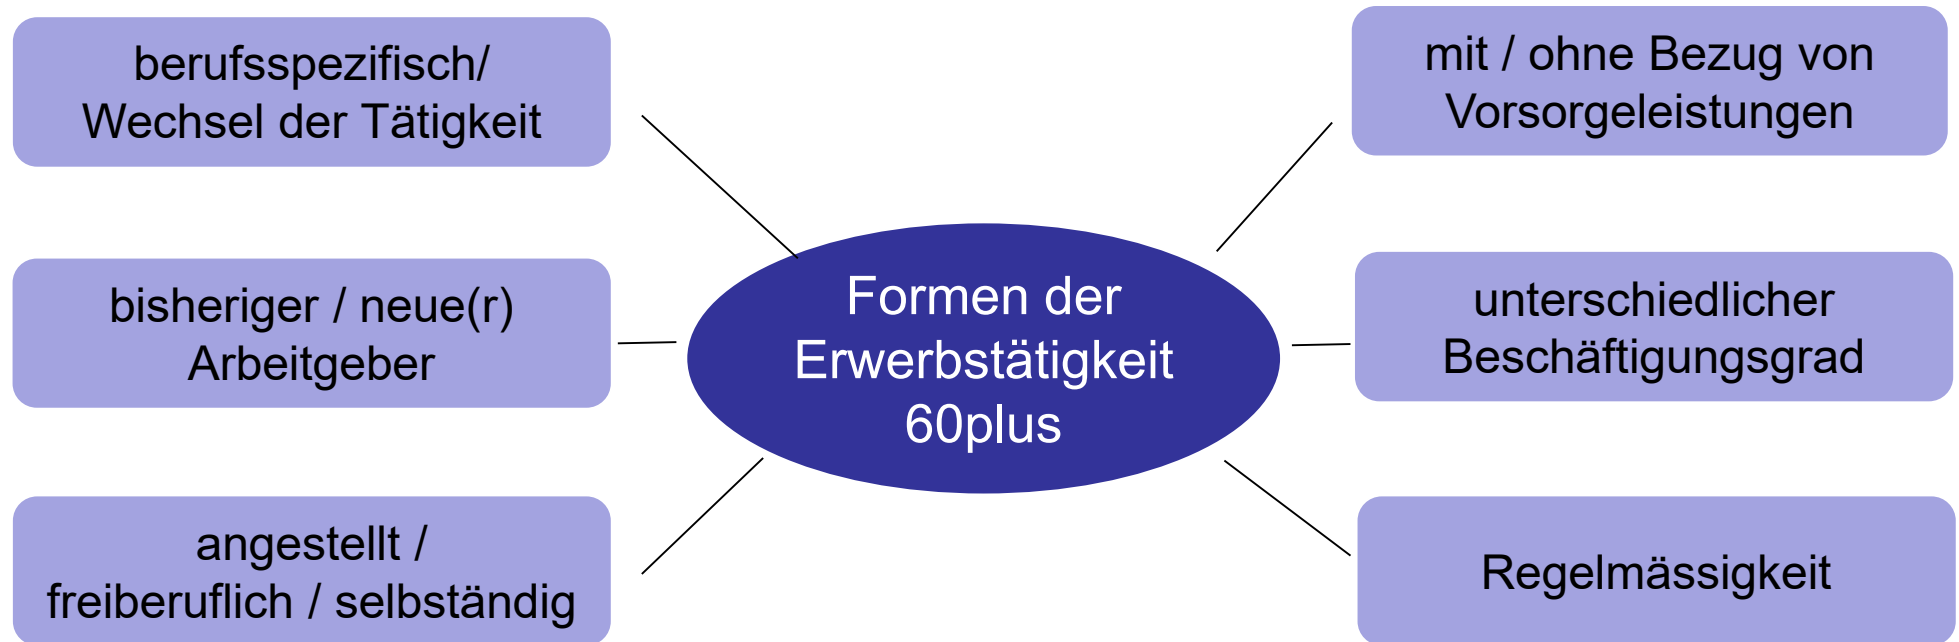 berufsspezifisch/
Wechsel der Tätigkeit
mit / ohne Bezug von
Vorsorgeleistungen
bisheriger / neue(r)
Arbeitgeber
Formen der
Erwerbstätigkeit
60plus
unterschiedlicher
Beschäftigungsgrad
angestellt /
freiberuflich / selbständig
Regelmässigkeit